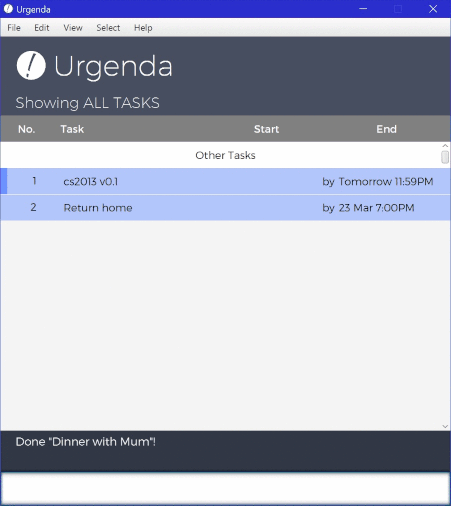 Urgenda
File Edit View Select Help
Urgenda
Showing ALL TASKS
No. Task Start End
Other Tasks
1 cs2013 v0.1 by Tomorrow 11:59PM
2 Return home by 23 Mar 7:00PM
Done "Dinner with Mum"!